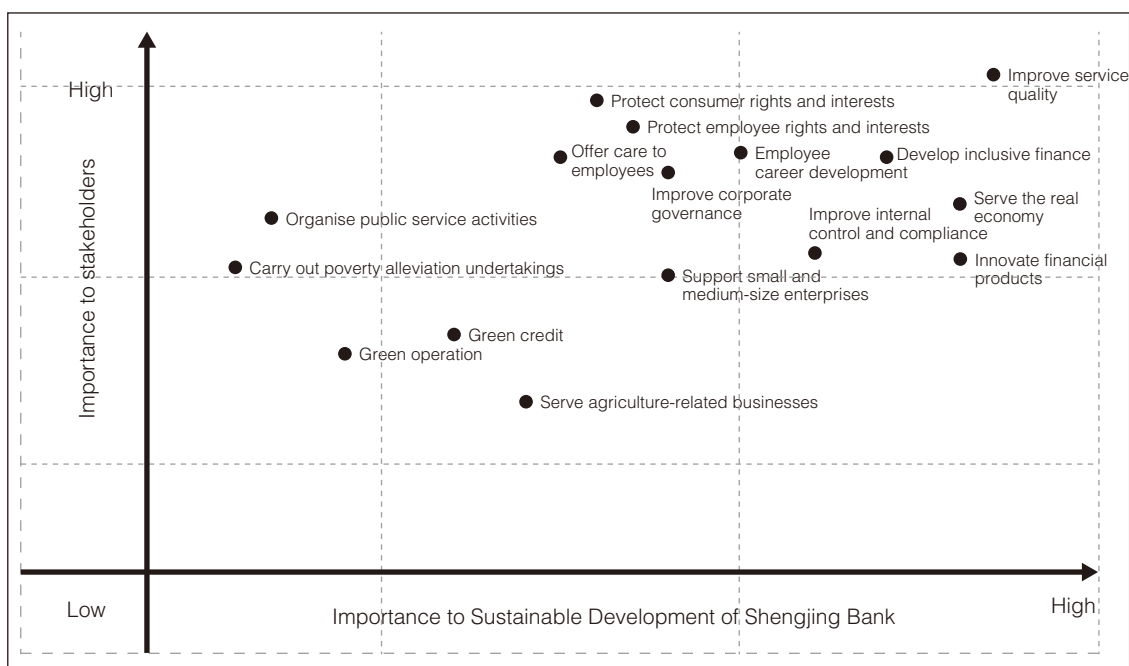 High
Importance to stakeholders
Improve service
quality
Protect consumer rights and interests
Protect employee rights and interests
Offer care to
employees
Employee
career development
Develop inclusive finance
Improve corporate
governance
Serve the real
economy
Improve internal
control and compliance
Organise public service activities
Carry out poverty alleviation undertakings
Innovate financial
products
Support small and
medium-size enterprises
Green credit
Green operation
Serve agriculture-related businesses
Low
Importance to Sustainable Development of Shengjing Bank
High